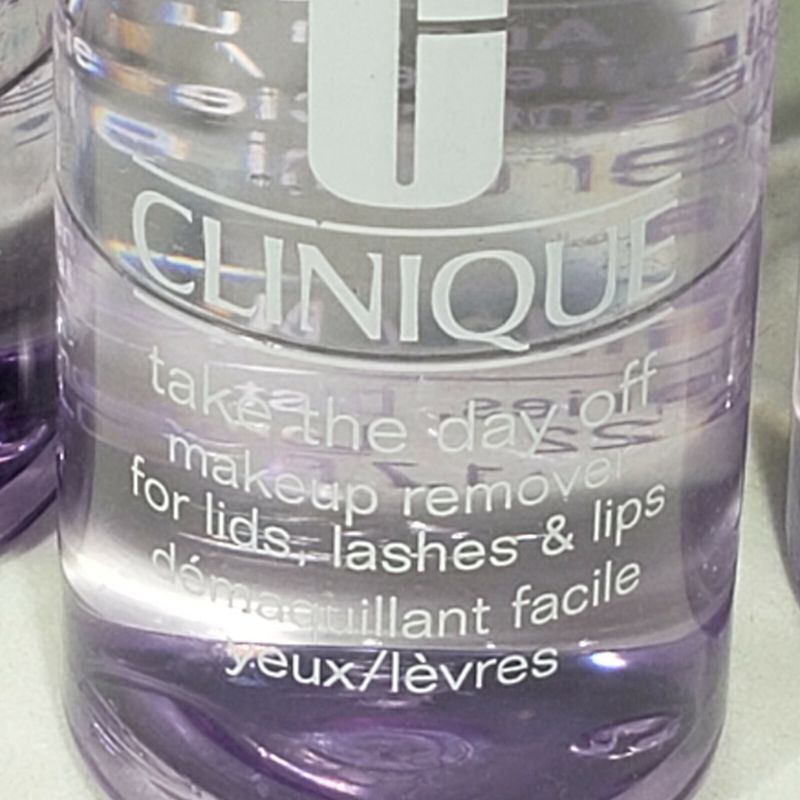 CLINIQUE
take the day off
makeup remover
for lids, lashes & lips
démaquillant facile
yeux/lèvres